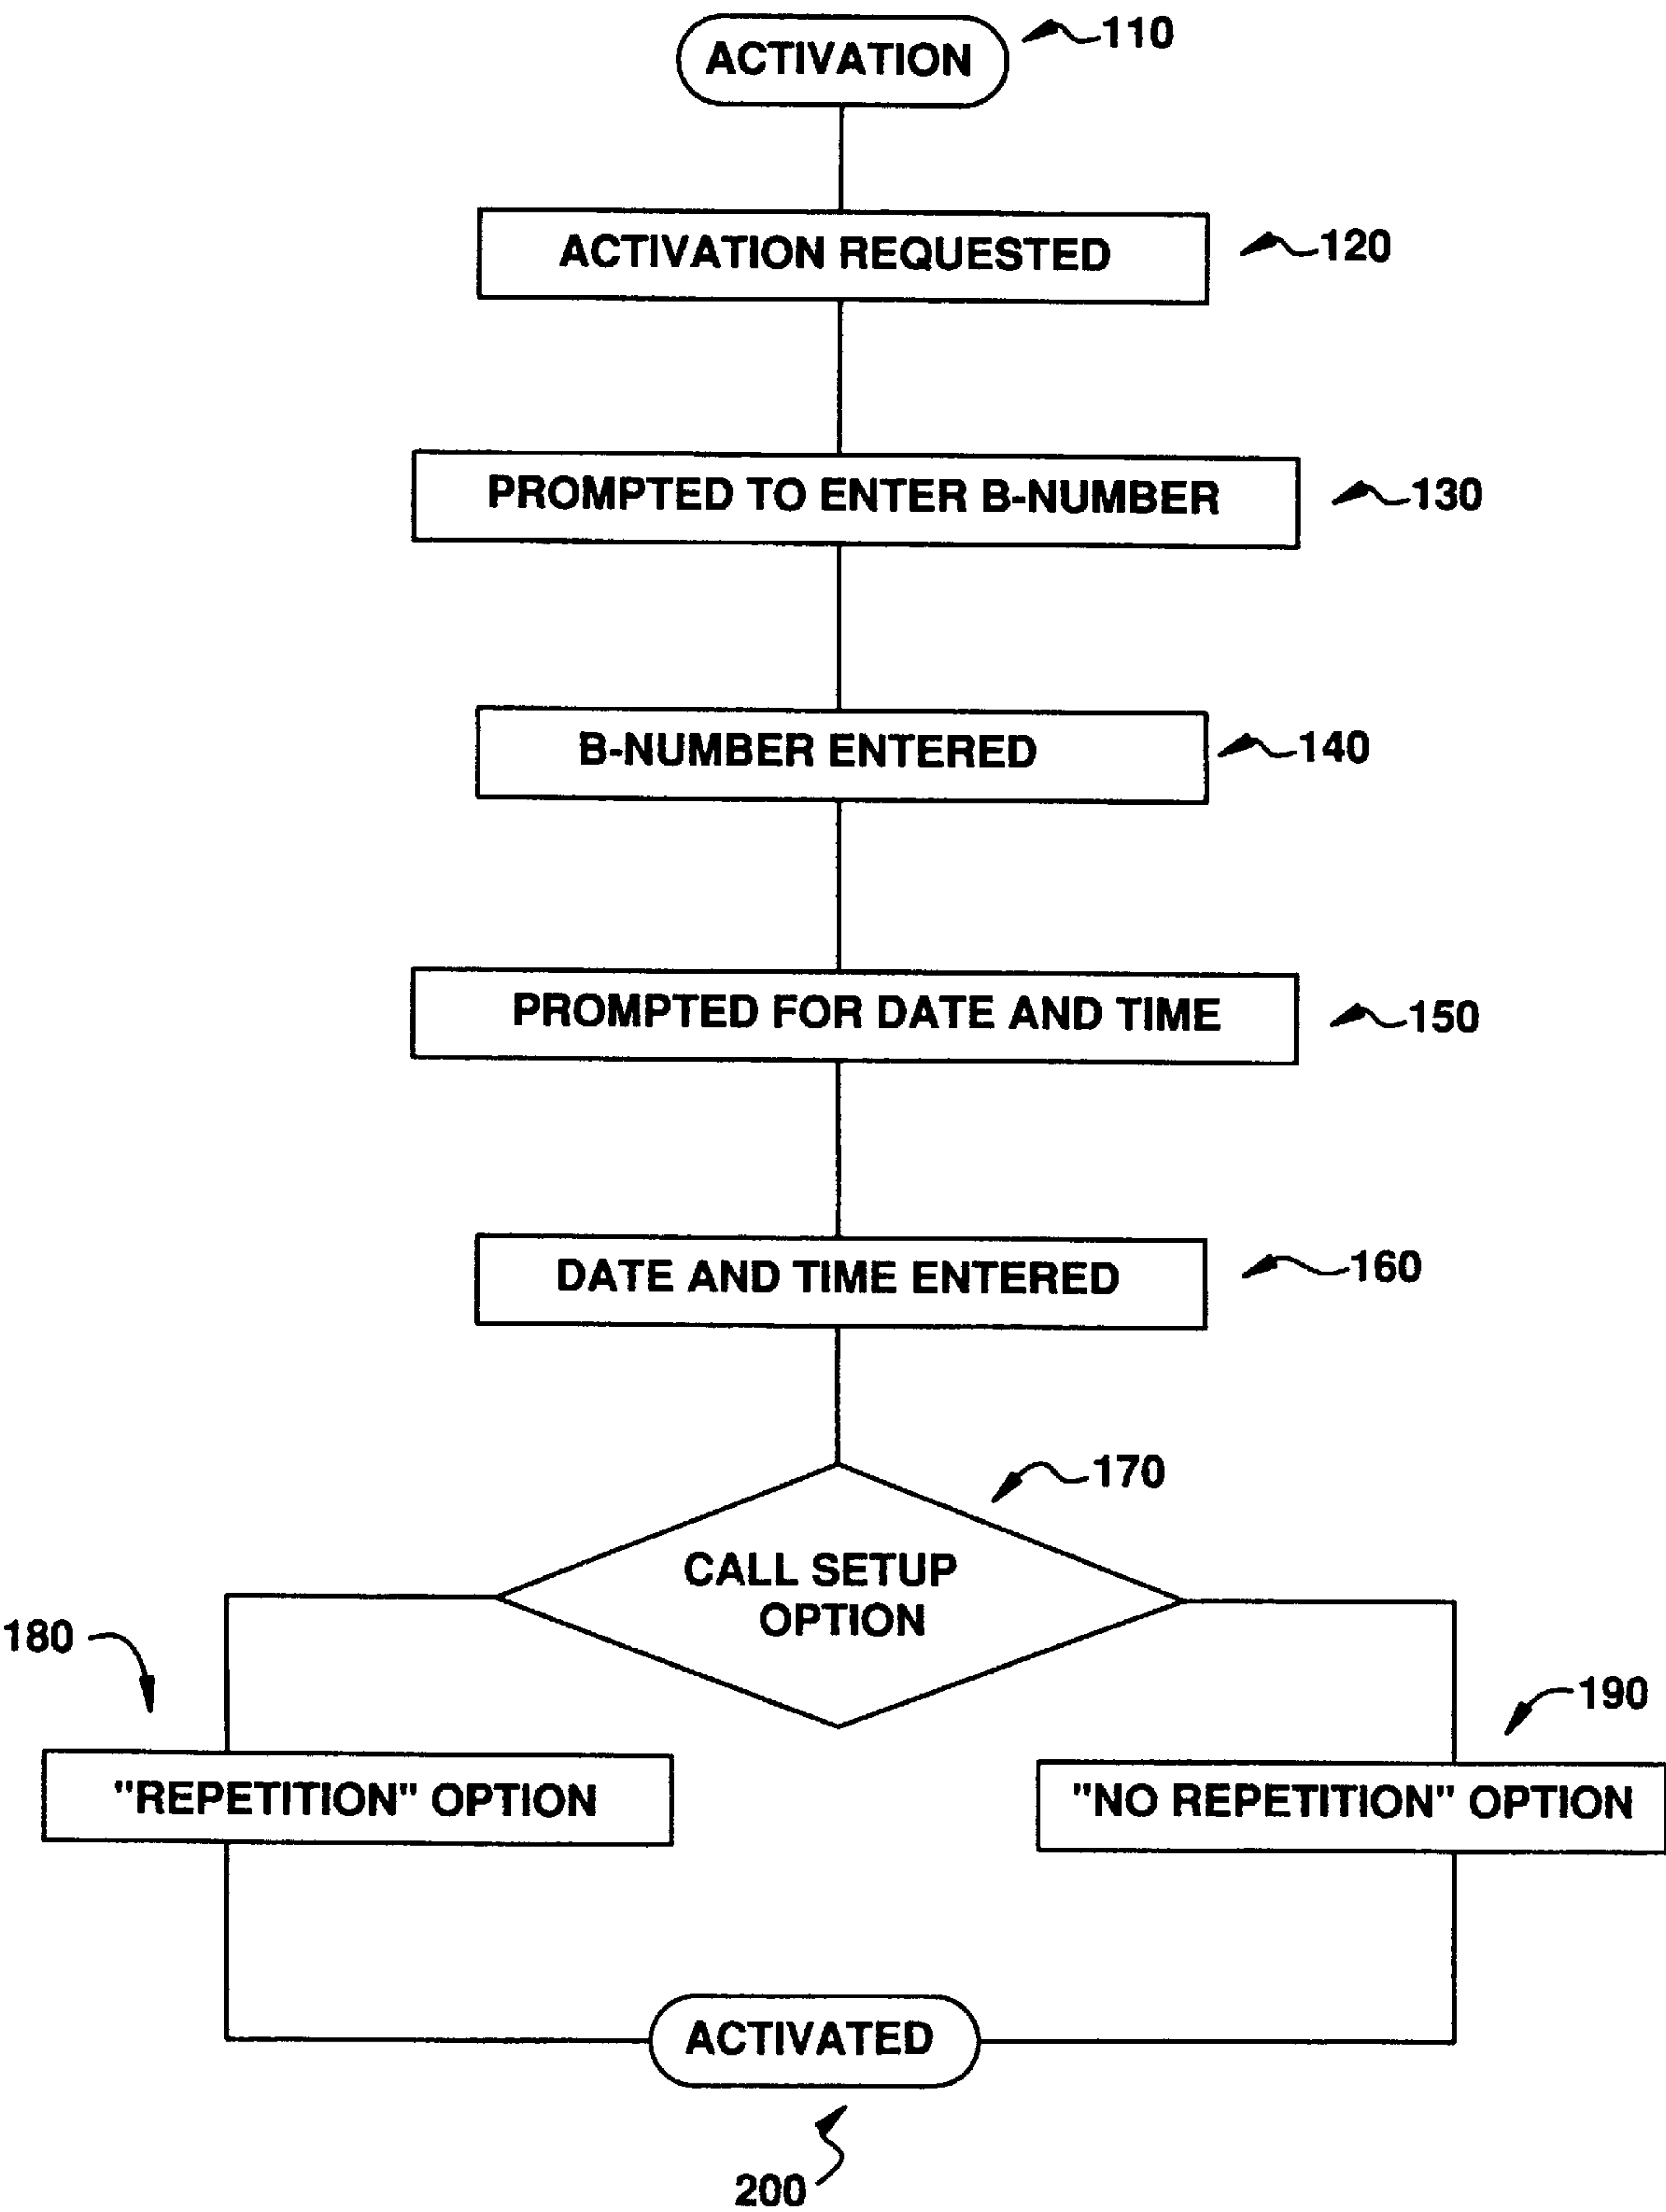 ACTIVATION
110
ACTIVATION REQUESTED
120
PROMPTED TO ENTER B-NUMBER
130
B-NUMBER ENTERED
140
PROMPTED FOR DATE AND TIME
150
DATE AND TIME ENTERED
160
170
CALL SETUP
OPTION
180
190
"REPETITION" OPTION
"NO REPETITION" OPTION
ACTIVATED
200